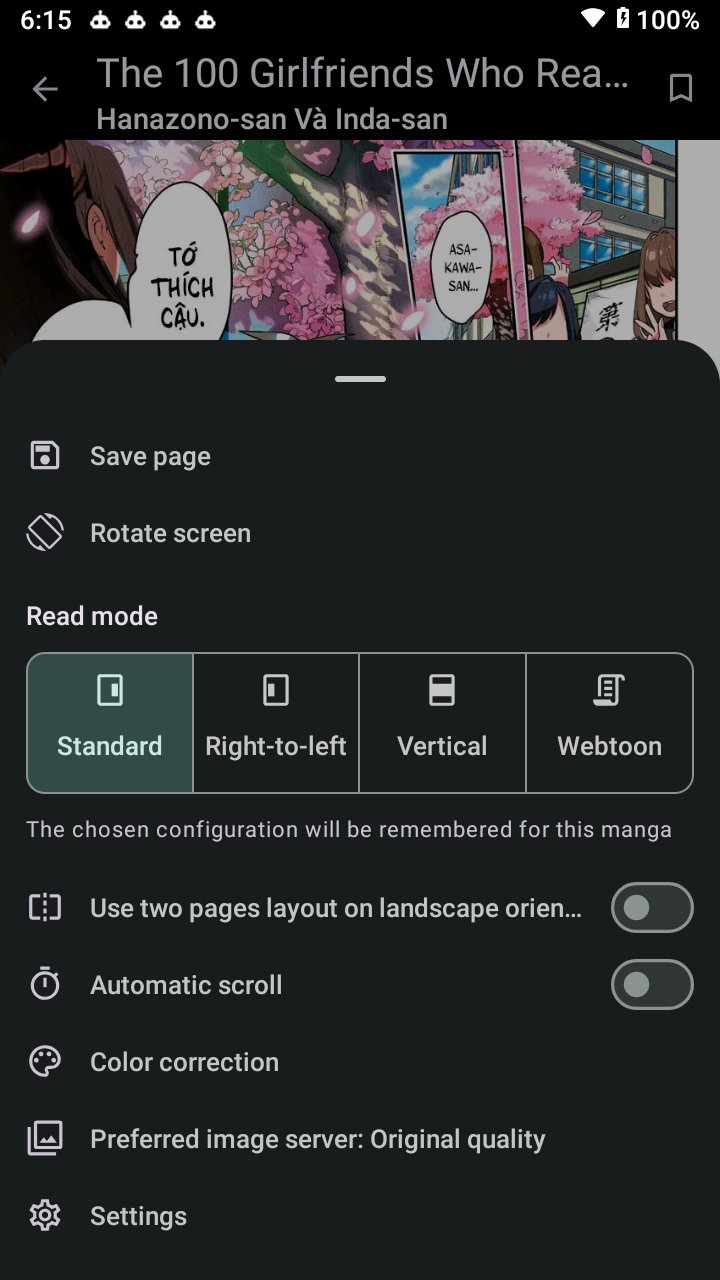 6:15
100%
The 100 Girlfriends Who Rea…
Hanazono-san Và Inda-san
TỚ
THÍCH
CẬU.
ASA-
KAWA-
SAN...
第
Save page
Rotate screen
Read mode
Standard
Right-to-left
Vertical
Webtoon
The chosen configuration will be remembered for this manga
Use two pages layout on landscape orien…
Automatic scroll
Color correction
Preferred image server: Original quality
Settings